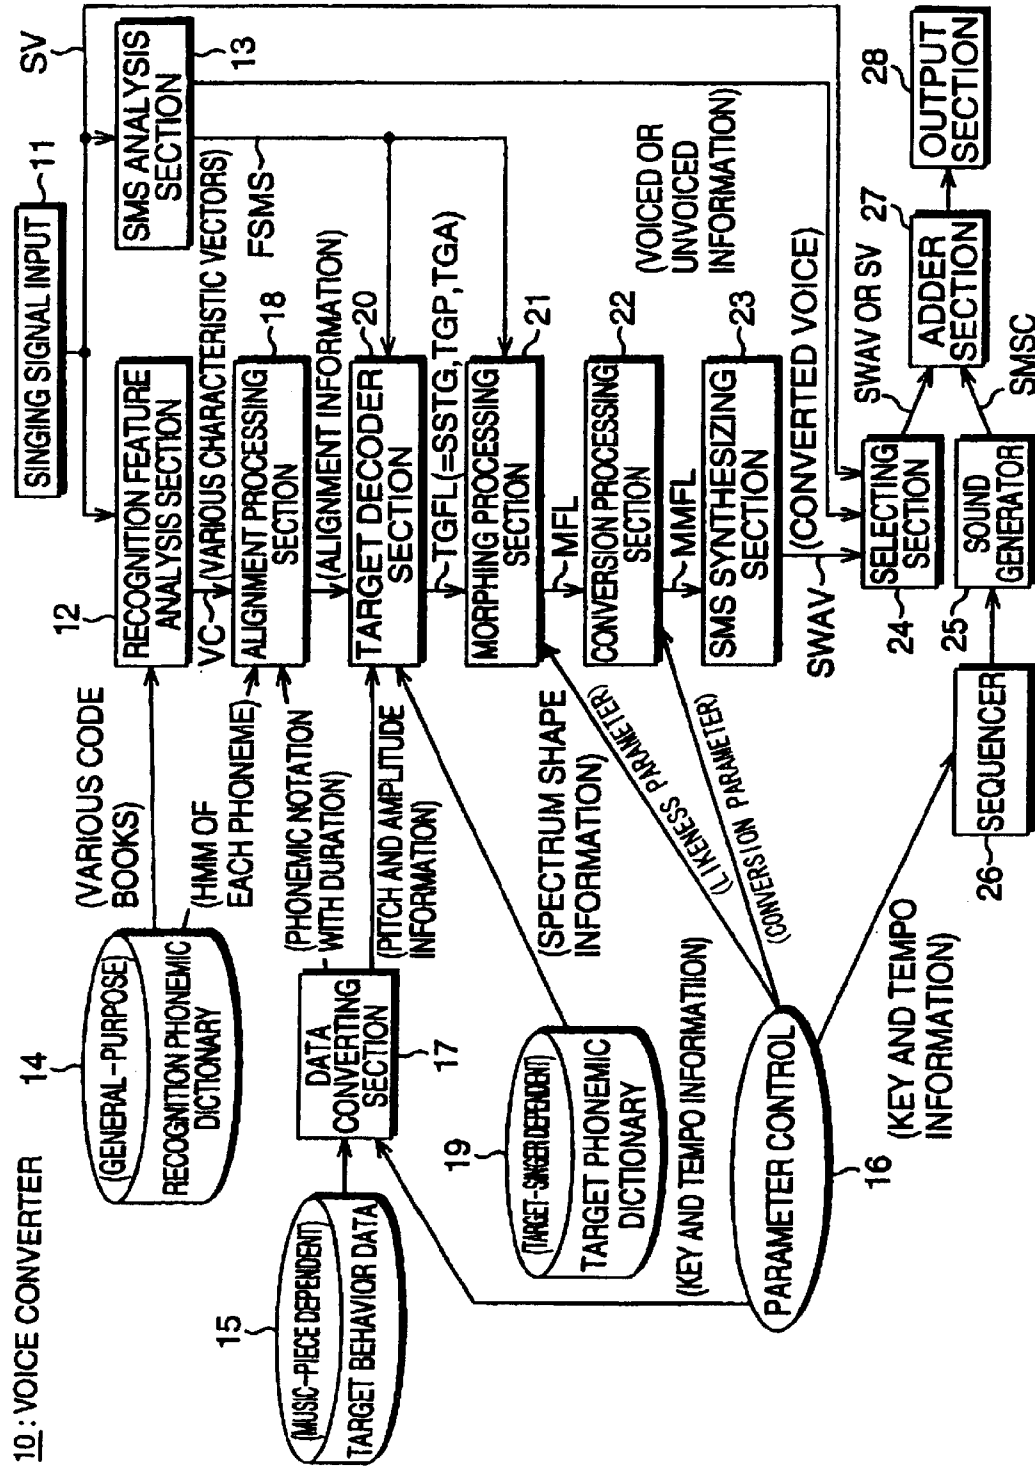 10 : VOICE CONVERTER
SINGING SIGNAL INPUT
11
SV
12
RECOGNITION FEATURE
ANALYSIS SECTION
SMS ANALYSIS
SECTION
13
14
(GENERAL-PURPOSE)
RECOGNITION PHONEMIC
DICTIONARY
(VARIOUS CODE
BOOKS)
(HMM OF
EACH PHONEME)
VC
(VARIOUS CHARACTERISTIC VECTORS)
FSMS
ALIGNMENT PROCESSING
SECTION
18
(PHONEMIC NOTATION
WITH DURATION)
(ALIGNMENT INFORMATION)
15
(MUSIC-PIECE DEPENDENT)
TARGET BEHAVIOR DATA
DATA
CONVERTING
SECTION
17
(PITCH AND AMPLITUDE
INFORMATION)
TARGET DECODER
SECTION
20
TGFL(=SSTG,TGP,TGA)
19
(TARGET-SINGER DEPENDENT)
TARGET PHONEMIC
DICTIONARY
(SPECTRUM SHAPE
INFORMATION)
MORPHING PROCESSING
SECTION
21
MFL
(LIKENESS PARAMETER)
CONVERSION PROCESSING
SECTION
22
(VOICED OR
UNVOICED
INFORMATION)
MMFL
(CONVERSION PARAMETER)
(KEY AND TEMPO INFORMATION)
SMS SYNTHESIZING
SECTION
23
PARAMETER CONTROL
16
SWAV
(CONVERTED VOICE)
SELECTING
SECTION
24
SWAV OR SV
ADDER
SECTION
27
OUTPUT
SECTION
28
(KEY AND TEMPO
INFORMATION)
SEQUENCER
26
25
SOUND
GENERATOR
SMSC